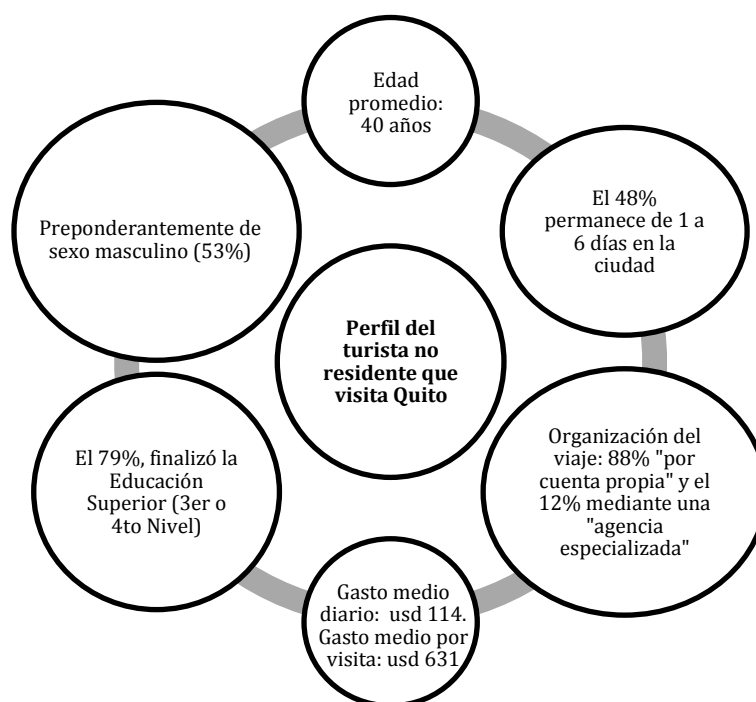 Edad
promedio:
40 años
El 48%
permanece de 1 a
6 días en la
ciudad
Organización del
viaje: 88% "por
cuenta propia" y el
12% mediante una
"agencia
especializada"
Gasto medio
diario: usd 114.
Gasto medio por
visita: usd 631
El 79%, finalizó la
Educación
Superior (3er o
4to Nivel)
Preponderantemente de
sexo masculino (53%)
Perfil del
turista no
residente que
visita Quito